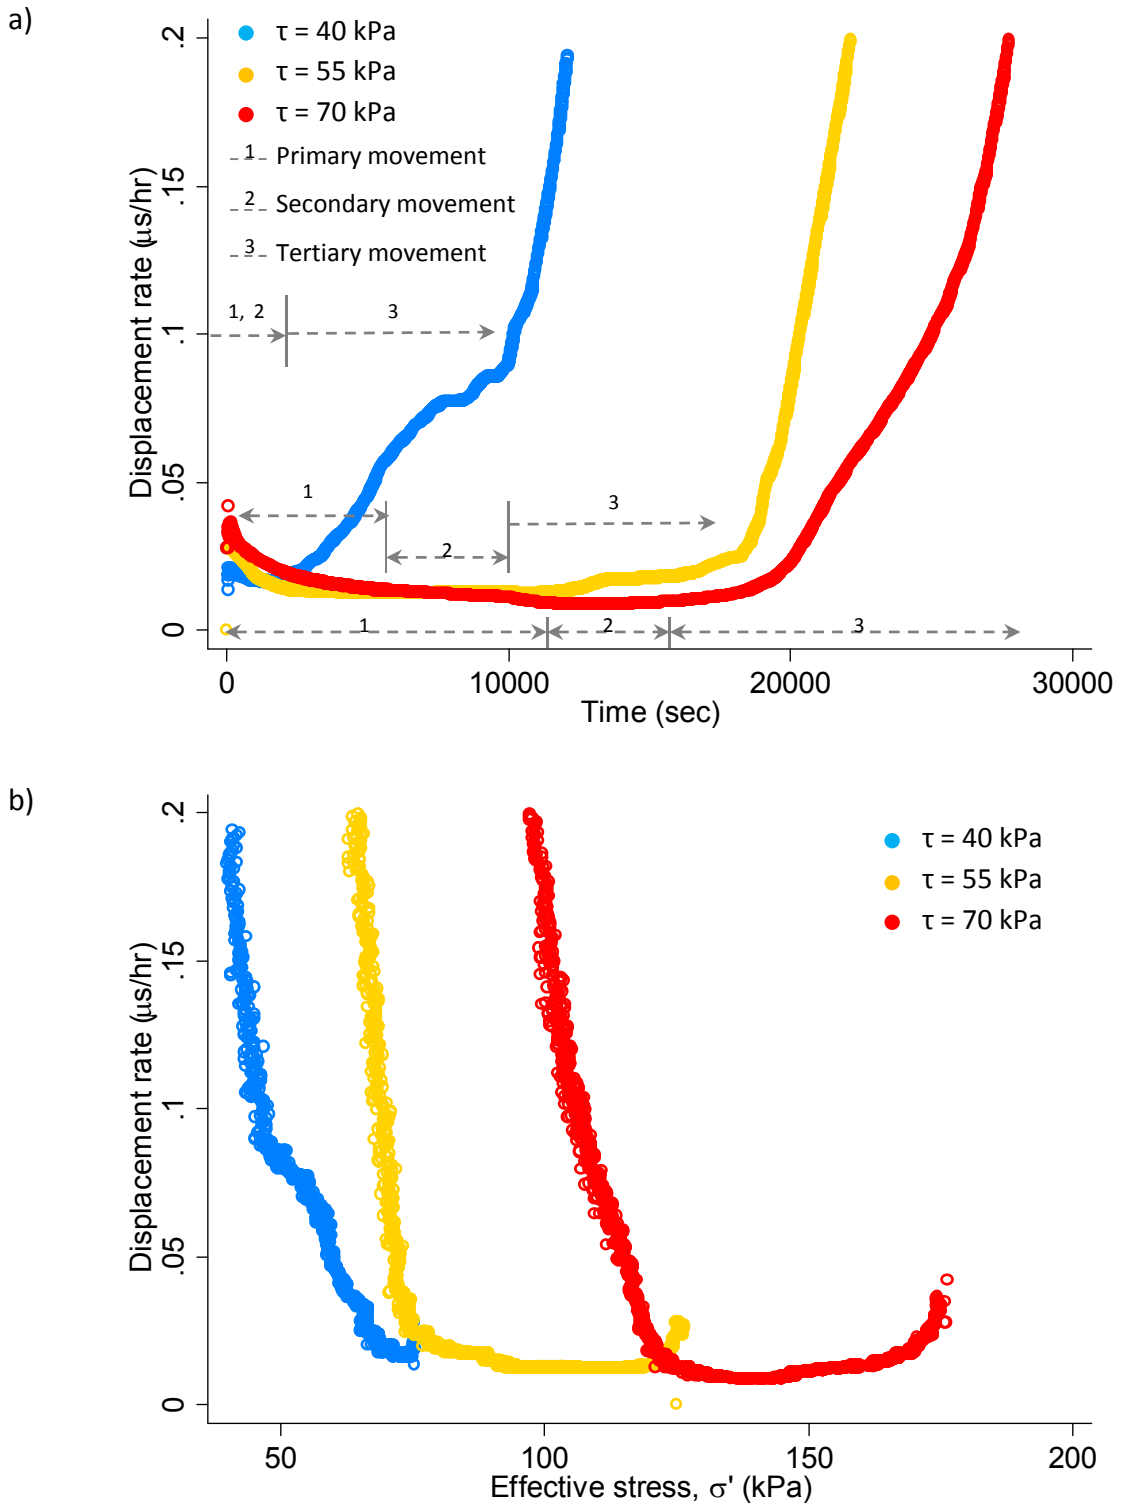 a)
τ = 40 kPa
τ = 55 kPa
τ = 70 kPa
1 Primary movement
2 Secondary movement
3 Tertiary movement
1, 2
3
1
2
3
1
2
3
.2
.15
.1
.05
0
Displacement rate (μs/hr)
0 10000 20000 30000
Time (sec)
b)
τ = 40 kPa
τ = 55 kPa
τ = 70 kPa
.2
.15
.1
.05
0
Displacement rate (μs/hr)
50 100 150 200
Effective stress, σ' (kPa)